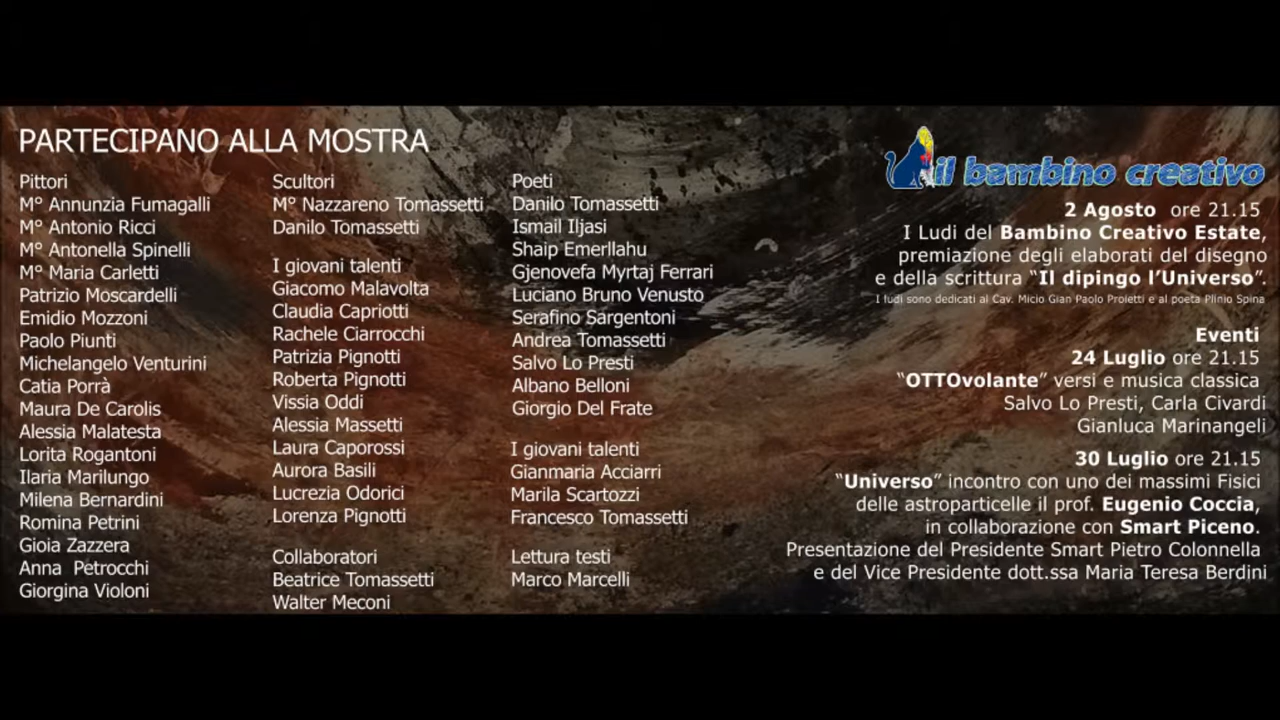 PARTECIPANO ALLA MOSTRA
Pittori
M° Annunzia Fumagalli
M° Antonio Ricci
M° Antonella Spinelli
M° Maria Carletti
Patrizio Moscardelli
Emidio Mozzoni
Paolo Piunti
Michelangelo Venturini
Catia Porrà
Maura De Carolis
Alessia Malatesta
Lorita Rogantoni
Ilaria Marilungo
Milena Bernardini
Romina Petrini
Gioia Zazzera
Anna Petrocchi
Giorgina Violoni
Scultori
M° Nazzareno Tomassetti
Danilo Tomassetti
I giovani talenti
Giacomo Malavolta
Claudia Capriotti
Rachele Ciarrocchi
Patrizia Pignotti
Roberta Pignotti
Vissia Oddi
Alessia Massetti
Laura Caporossi
Aurora Basili
Lucrezia Odorici
Lorenza Pignotti
Collaboratori
Beatrice Tomassetti
Walter Meconi
Poeti
Danilo Tomassetti
Ismail Iljasi
Shaip Emerllahu
Gjenovefa Myrtaj Ferrari
Luciano Bruno Venusto
Serafino Sargentoni
Andrea Tomassetti
Salvo Lo Presti
Albano Belloni
Giorgio Del Frate
I giovani talenti
Gianmaria Acciarri
Marila Scartozzi
Francesco Tomassetti
Lettura testi
Marco Marcelli
il bambino creativo
2 Agosto ore 21.15
I Ludi del Bambino Creativo Estate,
premiazione degli elaborati del disegno
e della scrittura “Il dipingo l’Universo”.
I ludi sono dedicati al Cav. Micio Gian Paolo Proietti e al poeta Plinio Spina
Eventi
24 Luglio ore 21.15
“OTTOvolante” versi e musica classica
Salvo Lo Presti, Carla Civardi
Gianluca Marinangeli
30 Luglio ore 21.15
“Universo” incontro con uno dei massimi Fisici
delle astroparticelle il prof. Eugenio Coccia,
in collaborazione con Smart Piceno.
Presentazione del Presidente Smart Pietro Colonnella
e del Vice Presidente dott.ssa Maria Teresa Berdini